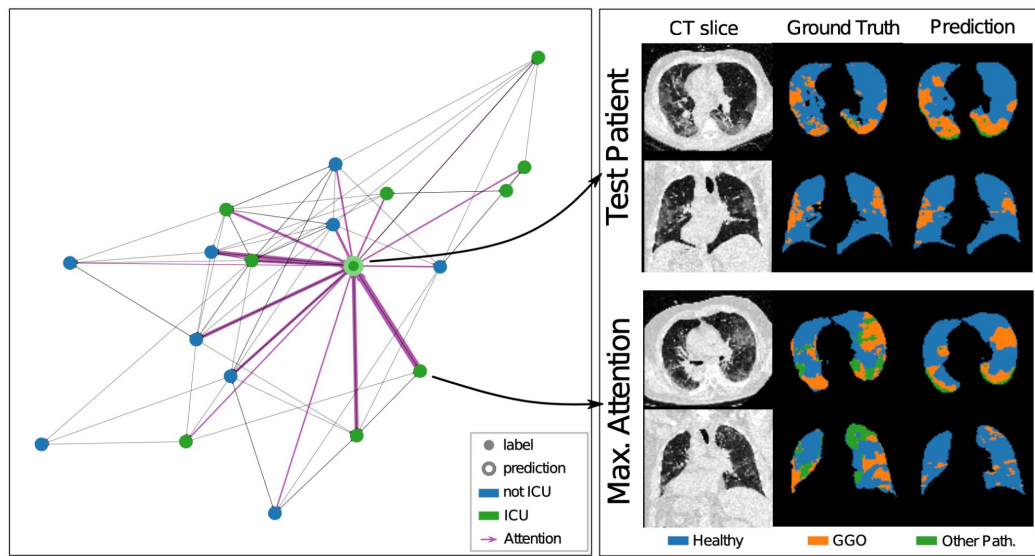 label
prediction
not ICU
ICU
Attention
CT slice
Ground Truth
Prediction
Test Patient
Max. Attention
Healthy
GGO
Other Path.